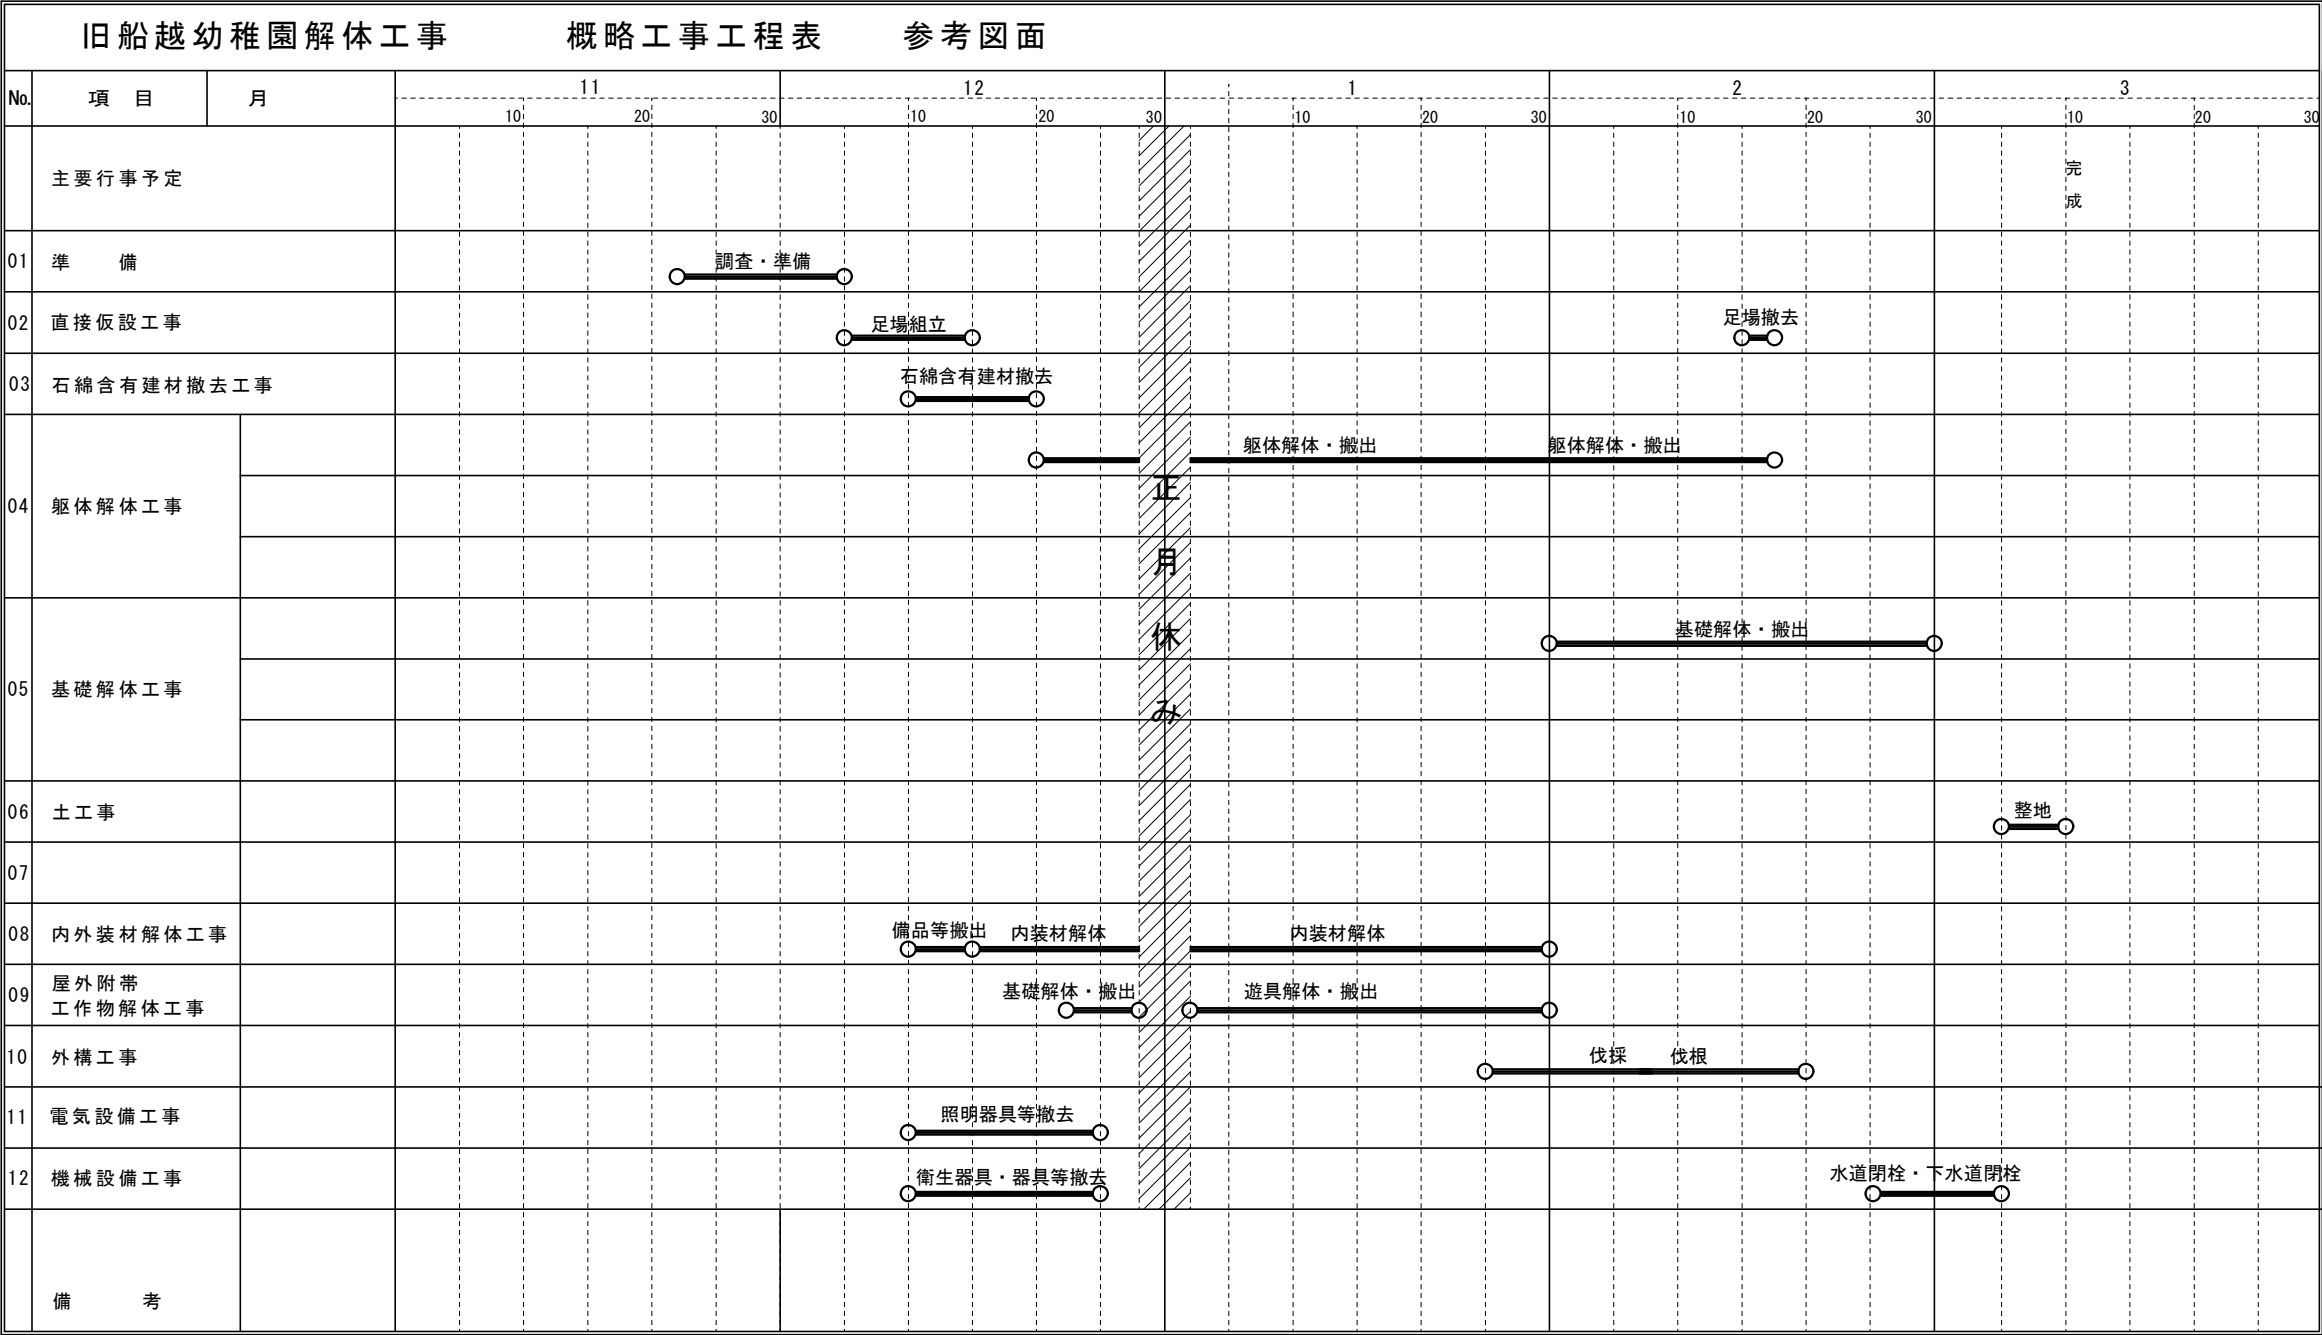 旧船越幼稚園解体工事　概略工事工程表　参考図面
No.　項　目　月　11　12　1　2　3
10　20　30　10　20　30　10　20　30　10　20　30　10　20　30
主要行事予定　完成
01　準　備　調査・準備
02　直接仮設工事　足場組立　足場撤去
03　石綿含有建材撤去工事　石綿含有建材撤去
04　躯体解体工事　躯体解体・搬出　躯体解体・搬出
正月休み
05　基礎解体工事　基礎解体・搬出
06　土工事　整地
07
08　内外装材解体工事　備品等搬出　内装材解体　内装材解体
09　屋外附帯
工作物解体工事　基礎解体・搬出　遊具解体・搬出
10　外構工事　伐採　伐根
11　電気設備工事　照明器具等撤去
12　機械設備工事　衛生器具・器具等撤去　水道閉栓・下水道閉栓
備　考